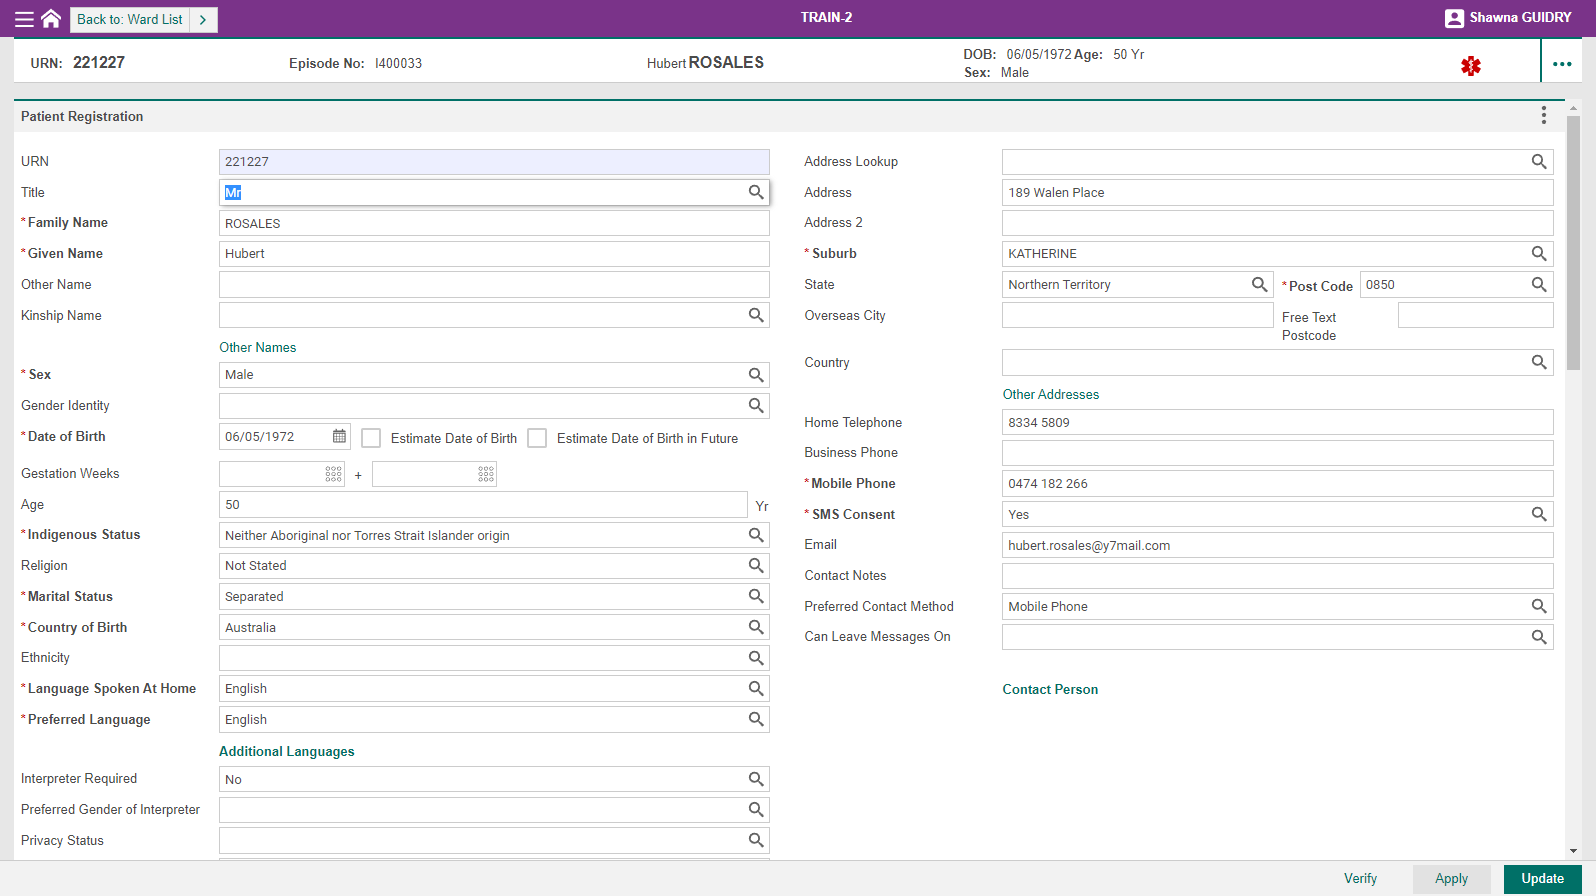 Back to: Ward List
TRAIN-2
Shawna GUIDRY
URN: 221227
Episode No: I400033
Hubert ROSALES
DOB: 06/05/1972 Age: 50 Yr
Sex: Male
Patient Registration
URN 221227
Title Mr
*Family Name ROSALES
*Given Name Hubert
Other Name
Kinship Name
Other Names
*Sex Male
Gender Identity
*Date of Birth 06/05/1972 Estimate Date of Birth Estimate Date of Birth in Future
Gestation Weeks +
Age 50 Yr
*Indigenous Status Neither Aboriginal nor Torres Strait Islander origin
Religion Not Stated
*Marital Status Separated
*Country of Birth Australia
Ethnicity
*Language Spoken At Home English
*Preferred Language English
Additional Languages
Interpreter Required No
Preferred Gender of Interpreter
Privacy Status
Address Lookup
Address 189 Walen Place
Address 2
*Suburb KATHERINE
State Northern Territory *Post Code 0850
Overseas City Free Text
Postcode
Country
Other Addresses
Home Telephone 8334 5809
Business Phone
*Mobile Phone 0474 182 266
*SMS Consent Yes
Email hubert.rosales@y7mail.com
Contact Notes
Preferred Contact Method Mobile Phone
Can Leave Messages On
Contact Person
Verify
Apply
Update